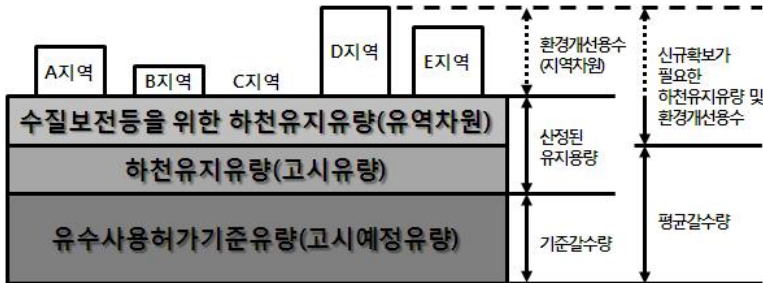 A지역
B지역
C지역
D지역
E지역
수질보전등을 위한 하천유지유량(유역차원)
하천유지유량(고시유량)
유수사용허가기준유량(고시예정유량)
환경개선용수
(지역차원)
산정된
유지용량
기준갈수량
신규확보가
필요한
하천유지유량 및
환경개선용수
평균갈수량